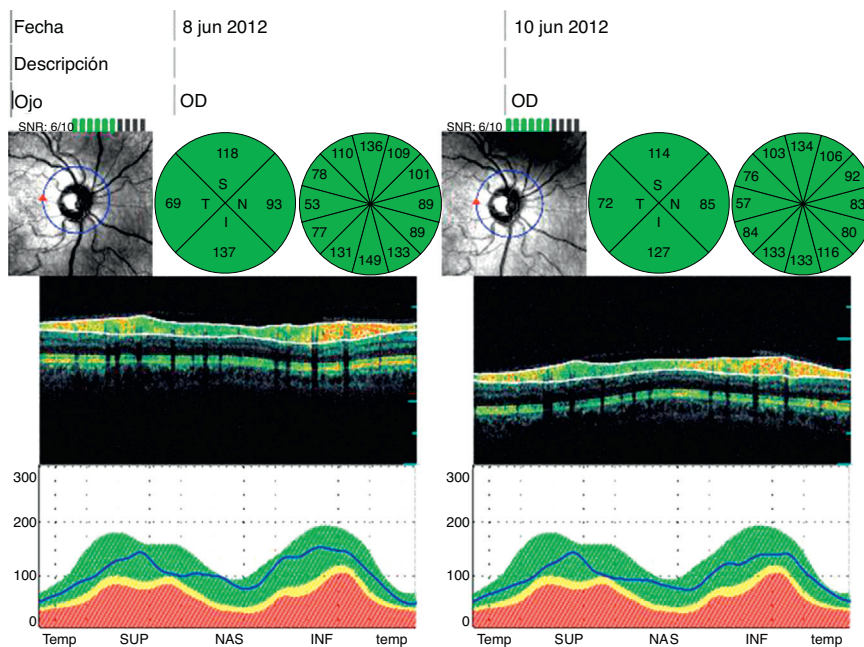 Fecha 8 jun 2012 10 jun 2012
Descripción
Ojo OD OD
SNR: 6/10 SNR: 6/10
118
S
69 T N 93
I
137
136
110 109
78 101
53 89
77 89
131 133
149
114
S
72 T N 85
I
127
134
103 106
76 92
57 83
84 80
133 116
133
300
200
100
0
Temp SUP NAS INF temp
300
200
100
0
Temp SUP NAS INF temp